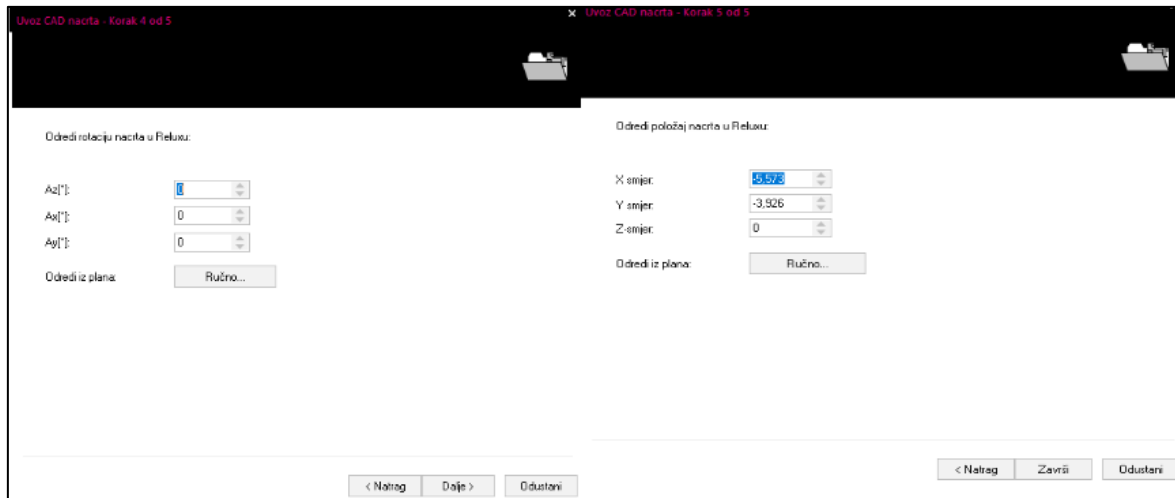 Uvoz CAD nacrta - Korak 4 od 5
Odredi rotaciju nacrta u Reluxu:
Az[°]: 0
Ax[°]: 0
Ay[°]: 0
Odredi iz plana: Ručno...
< Natrag Dalje > Odustani
Uvoz CAD nacrta - Korak 5 od 5
Odredi položaj nacrta u Reluxu:
X smjer: -5,573
Y smjer: -3,926
Z-smjer: 0
Odredi iz plana: Ručno...
< Natrag Završi Odustani